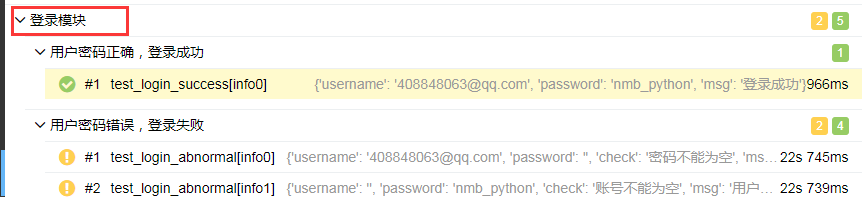 登录模块 2 5
用户密码正确，登录成功 1
#1 test_login_success[info0] {'username': '408848063@qq.com', 'password': 'nmb_python', 'msg': '登录成功'} 966ms
用户密码错误，登录失败 2 4
#1 test_login_abnormal[info0] {'username': '408848063@qq.com', 'password': '', 'check': '密码不能为空', 'ms... 22s 745ms
#2 test_login_abnormal[info1] {'username': '', 'password': 'nmb_python', 'check': '账号不能为空', 'msg': '用户... 22s 739ms